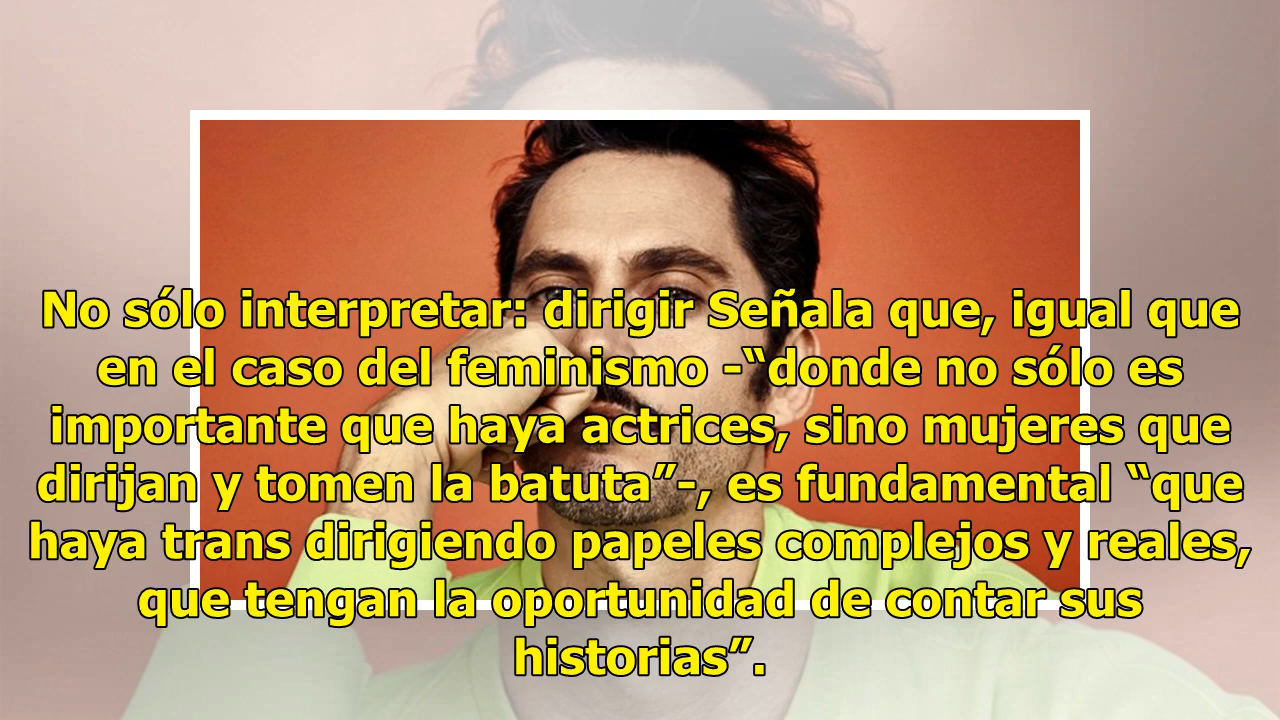 No sólo interpretar: dirigir Señala que, igual que
en el caso del feminismo -“donde no sólo es
importante que haya actrices, sino mujeres que
dirijan y tomen la batuta”-, es fundamental “que
haya trans dirigiendo papeles complejos y reales,
que tengan la oportunidad de contar sus
historias”.